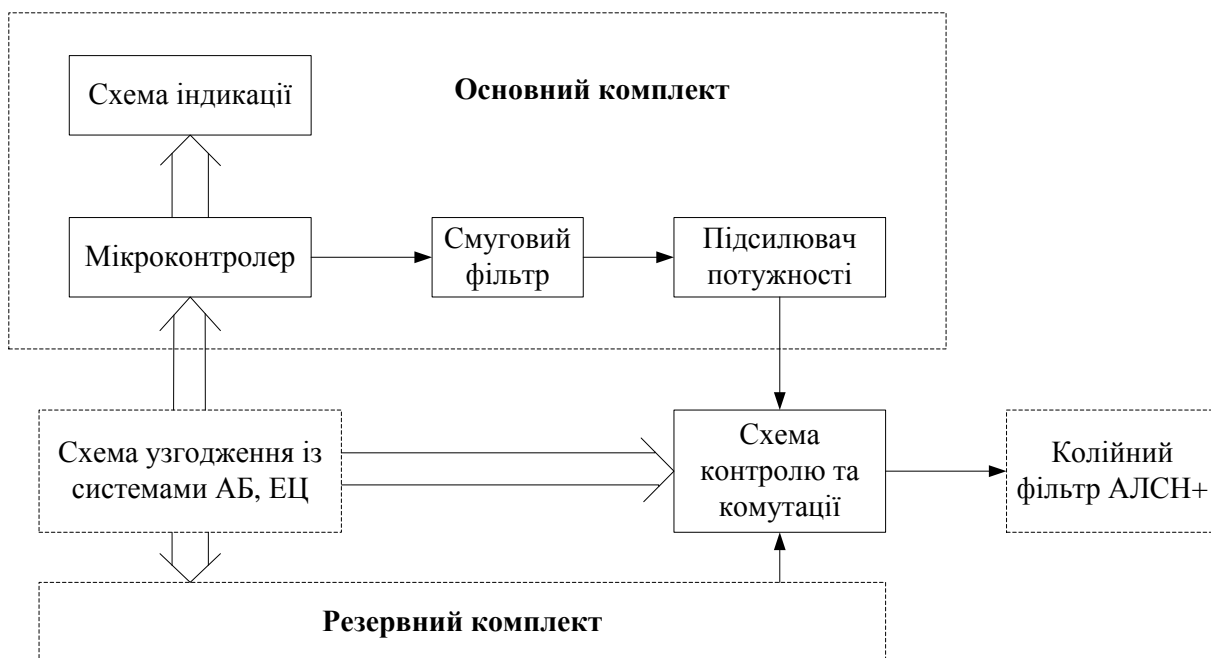 Основний комплект
Схема індикації
Мікроконтролер
Смуговий
фільтр
Підсилювач
потужності
Схема узгодження із
системами АБ, ЕЦ
Схема
контролю та
комутації
Колійний
фільтр АЛСН+
Резервний комплект